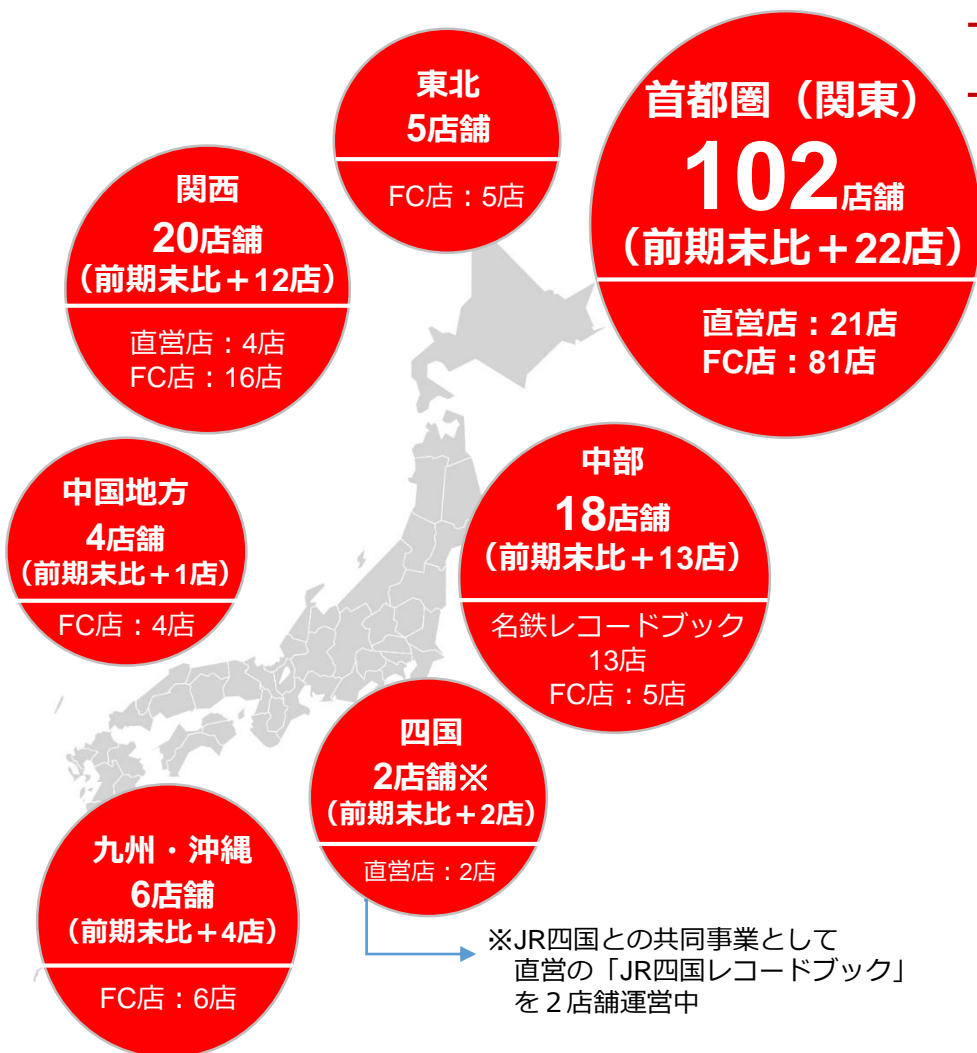 東北
5店舗
FC店：5店
首都圏（関東）
102店舗
（前期末比＋22店）
直営店：21店
FC店：81店
関西
20店舗
（前期末比＋12店）
直営店：4店
FC店：16店
中国地方
4店舗
（前期末比＋1店）
FC店：4店
中部
18店舗
（前期末比＋13店）
名鉄レコードブック
13店
FC店：5店
四国
2店舗※
（前期末比＋2店）
直営店：2店
九州・沖縄
6店舗
（前期末比＋4店）
FC店：6店
※JR四国との共同事業として
直営の「JR四国レコードブック」
を２店舗運営中